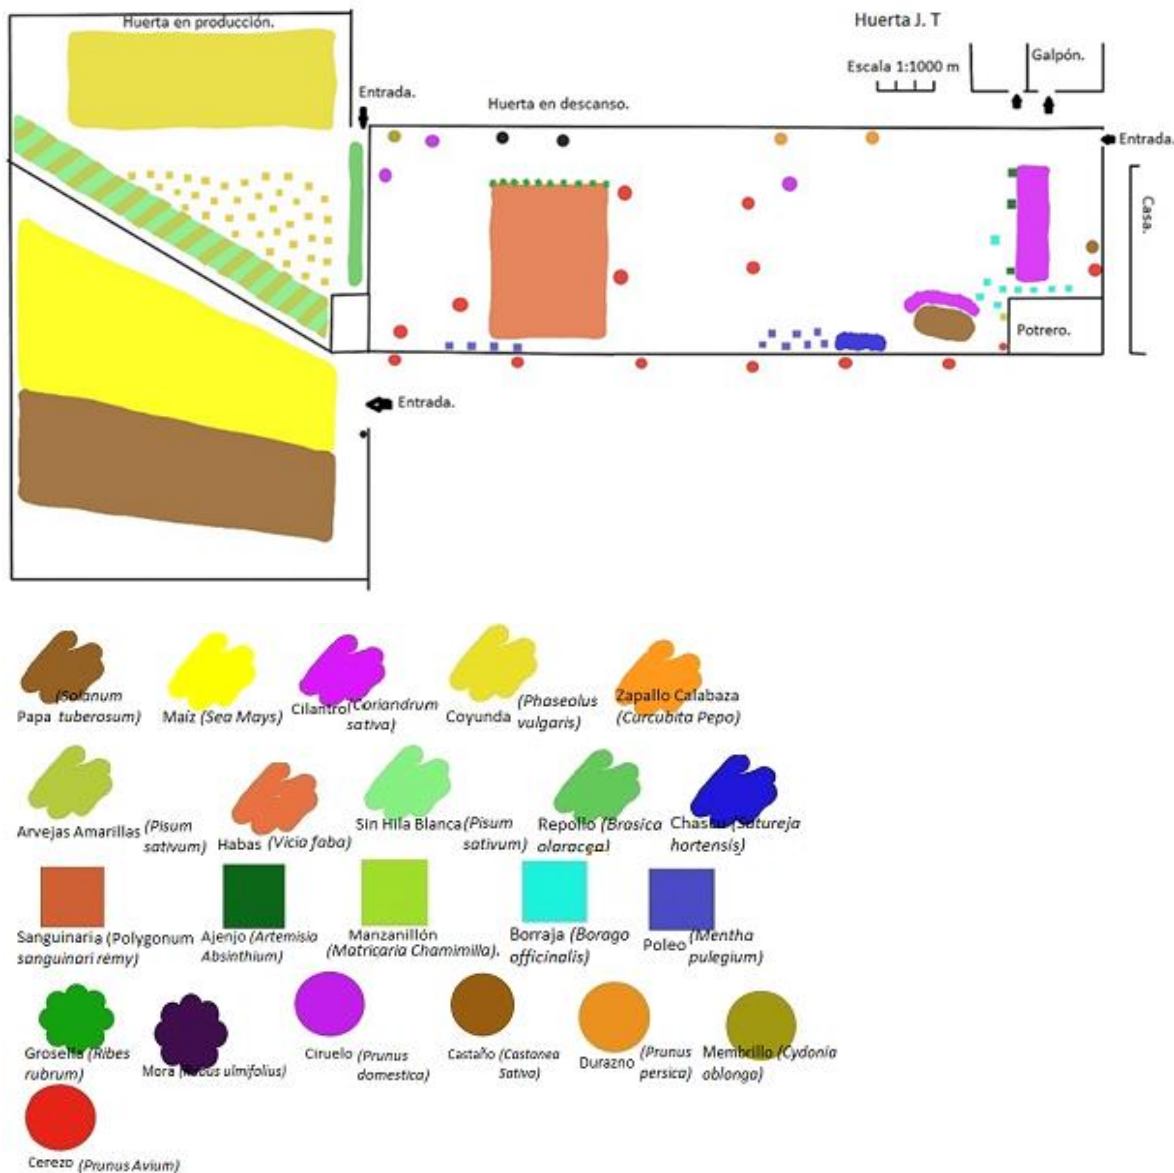 Huerta en producción.
Huerta J. T
Galpón.
Escala 1:1000 m
Entrada.
Huerta en descanso.
Entrada.
Casa.
Potrero.
Entrada.
Papa (Solanum
tuberosum)
Maíz (Sea Mays)
Cilantro (Coriandrum
sativa)
Coyunda (Phaseolus
vulgaris)
Zapallo Calabaza
(Curcubita Pepo)
Arvejas Amarillas (Pisum
sativum)
Habas (Vicia faba)
Sin Hila Blanca (Pisum
sativum)
Repollo (Brasica
olaracea)
Chascu (Satureja
hortensis)
Sanguinaria (Polygonum
sanguinari remy)
Ajenjo (Artemisia
Absinthium)
Manzanillón
(Matricaria Chamimilla).
Borraja (Borago
officinalis)
Poleo (Mentha
pulegium)
Grosella (Ribes
rubrum)
Mora (Rubus ulmifolius)
Ciruelo (Prunus
domestica)
Castaño (Castanea
Sativa)
Durazno (Prunus
persica)
Membrillo (Cydonia
oblonga)
Cerezo (Prunus Avium)